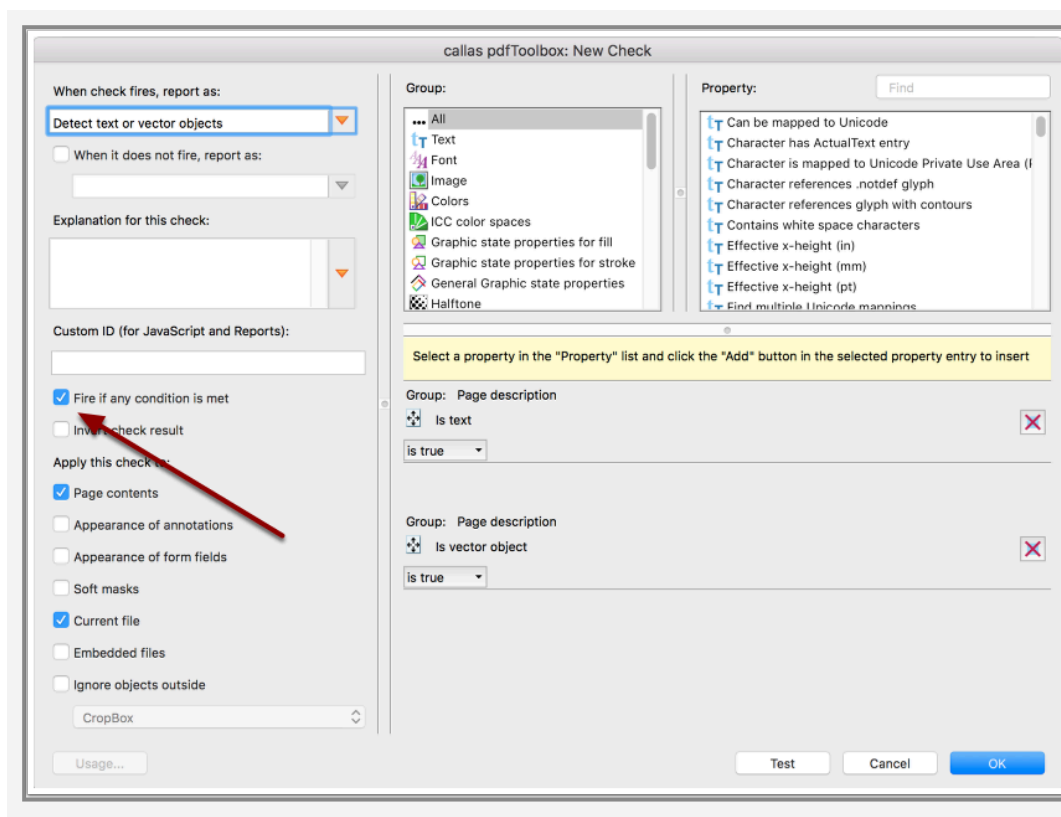 callas pdfToolbox: New Check
When check fires, report as:
Detect text or vector objects
When it does not fire, report as:
Explanation for this check:
Custom ID (for JavaScript and Reports):
Fire if any condition is met
Invert check result
Apply this check to:
Page contents
Appearance of annotations
Appearance of form fields
Soft masks
Current file
Embedded files
Ignore objects outside
CropBox
Usage...
Group:
All
Text
Font
Image
Colors
ICC color spaces
Graphic state properties for fill
Graphic state properties for stroke
General Graphic state properties
Halftone
Property:
Find
Can be mapped to Unicode
Character has ActualText entry
Character is mapped to Unicode Private Use Area (
Character references .notdef glyph
Character references glyph with contours
Contains white space characters
Effective x-height (in)
Effective x-height (mm)
Effective x-height (pt)
Find multiple Unicode mappings
Select a property in the "Property" list and click the "Add" button in the selected property entry to insert
Group: Page description
Is text
is true
Group: Page description
Is vector object
is true
Test
Cancel
OK